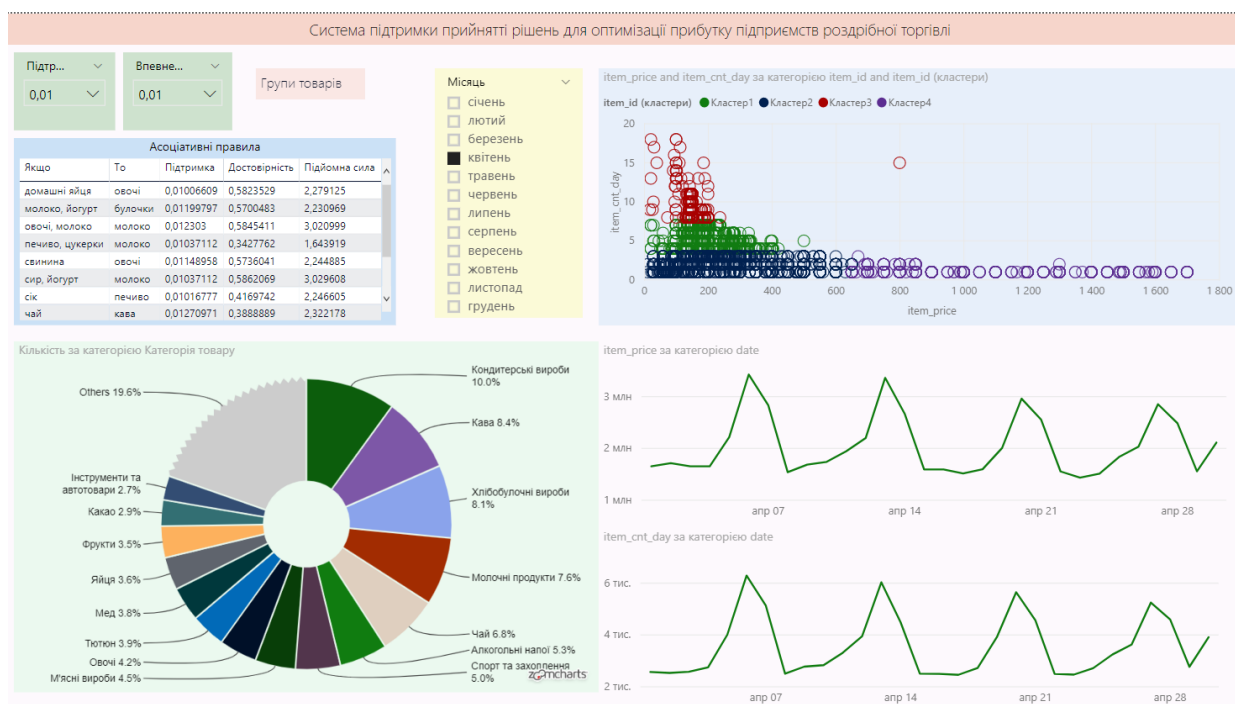 Система підтримки прийнятті рішень для оптимізації прибутку підприємств роздрібної торгівлі
Підтр...
0,01
Впевне...
0,01
Групи товарів
Асоціативні правила
Якщо То Підтримка Достовірність Підйомна сила
домашні яйця овочі 0,01006609 0,5823529 2,279125
молоко, йогурт булочки 0,01199797 0,5700483 2,230969
овочі, молоко молоко 0,012303 0,5845411 3,020999
печиво, цукерки молоко 0,01037112 0,3427762 1,643919
свинина овочі 0,01148958 0,5736041 2,244885
сир, йогурт молоко 0,01037112 0,5862069 3,029608
сік печиво 0,01016777 0,4169742 2,246605
чай кава 0,01270971 0,3888889 2,322178
Місяць
січень
лютий
березень
квітень
травень
червень
липень
серпень
вересень
жовтень
листопад
грудень
item_price and item_cnt_day за категорією item_id and item_id (кластери)
item_id (кластери) Кластер1 Кластер2 Кластер3 Кластер4
item_cnt_day
20
15
10
5
0
0 200 400 600 800 1 000 1 200 1 400 1 600 1 800
item_price
Кількість за категорією Категорія товару
Кондитерські вироби
10.0%
Кава 8.4%
Хлібобулочні вироби
8.1%
Молочні продукти 7.6%
Чай 6.8%
Алкогольні напої 5.3%
Спорт та захоплення
5.0%
М'ясні вироби 4.5%
Овочі 4.2%
Тютюн 3.9%
Мед 3.8%
Яйця 3.6%
Фрукти 3.5%
Какао 2.9%
Інструменти та
автотовари 2.7%
Others 19.6%
zoomcharts
item_price за категорією date
3 млн
2 млн
1 млн
апр 07 апр 14 апр 21 апр 28
item_cnt_day за категорією date
6 тис.
4 тис.
2 тис.
апр 07 апр 14 апр 21 апр 28